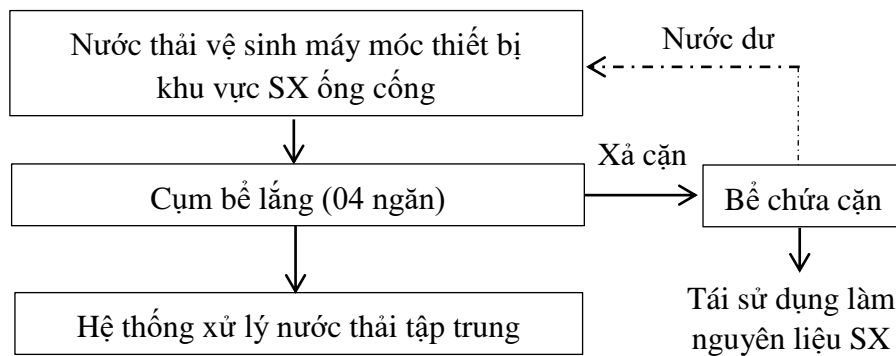 Nước thải vệ sinh máy móc thiết bị
khu vực SX ống cống
Nước dư
Cụm bể lắng (04 ngăn)
Xả cặn
Bể chứa cặn
Hệ thống xử lý nước thải tập trung
Tái sử dụng làm
nguyên liệu SX